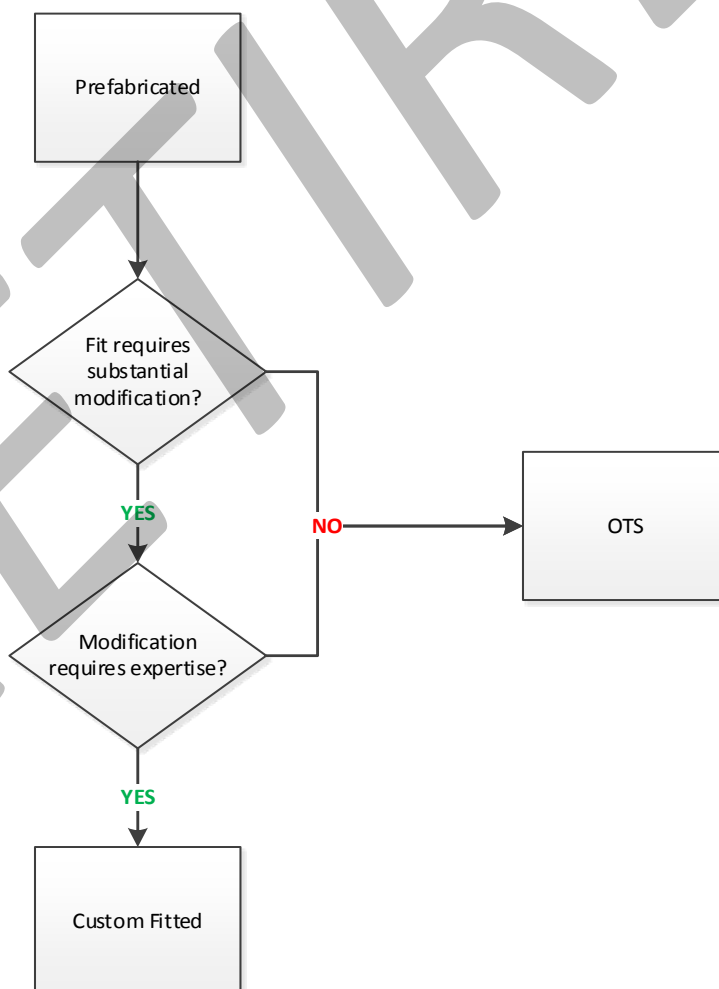 Prefabricated
Fit requires
substantial
modification?
YES
NO
OTS
Modification
requires expertise?
YES
Custom Fitted